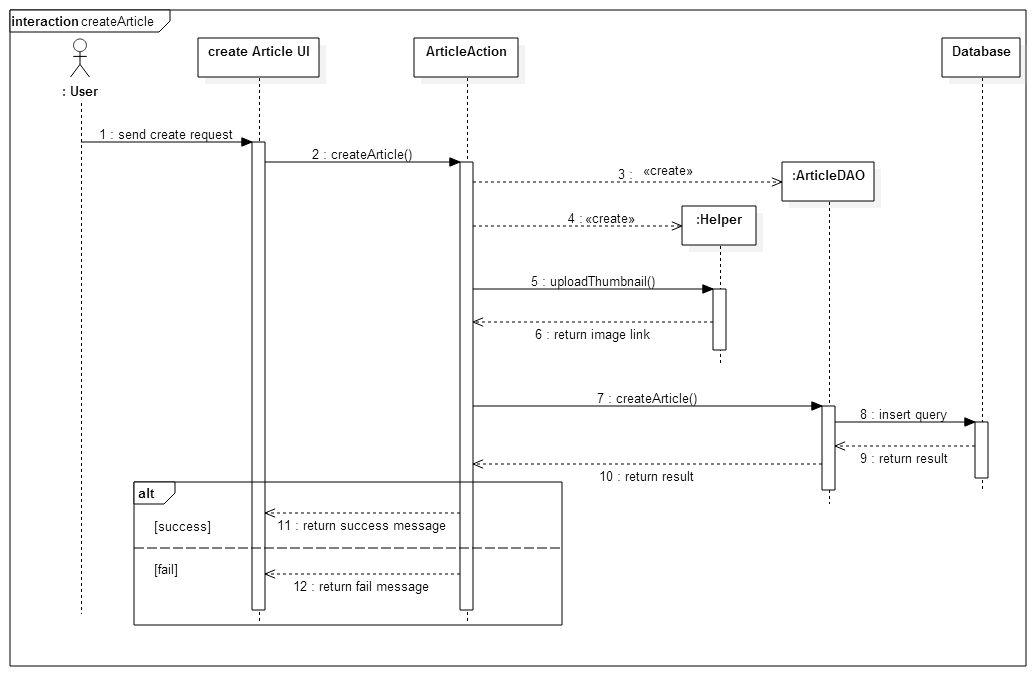 interaction createArticle
create Article UI
ArticleAction
Database
: User
1 : send create request
2 : createArticle()
3 : «create»
:ArticleDAO
4 : «create»
:Helper
5 : uploadThumbnail()
6 : return image link
7 : createArticle()
8 : insert query
9 : return result
10 : return result
alt
11 : return success message
[success]
[fail]
12 : return fail message